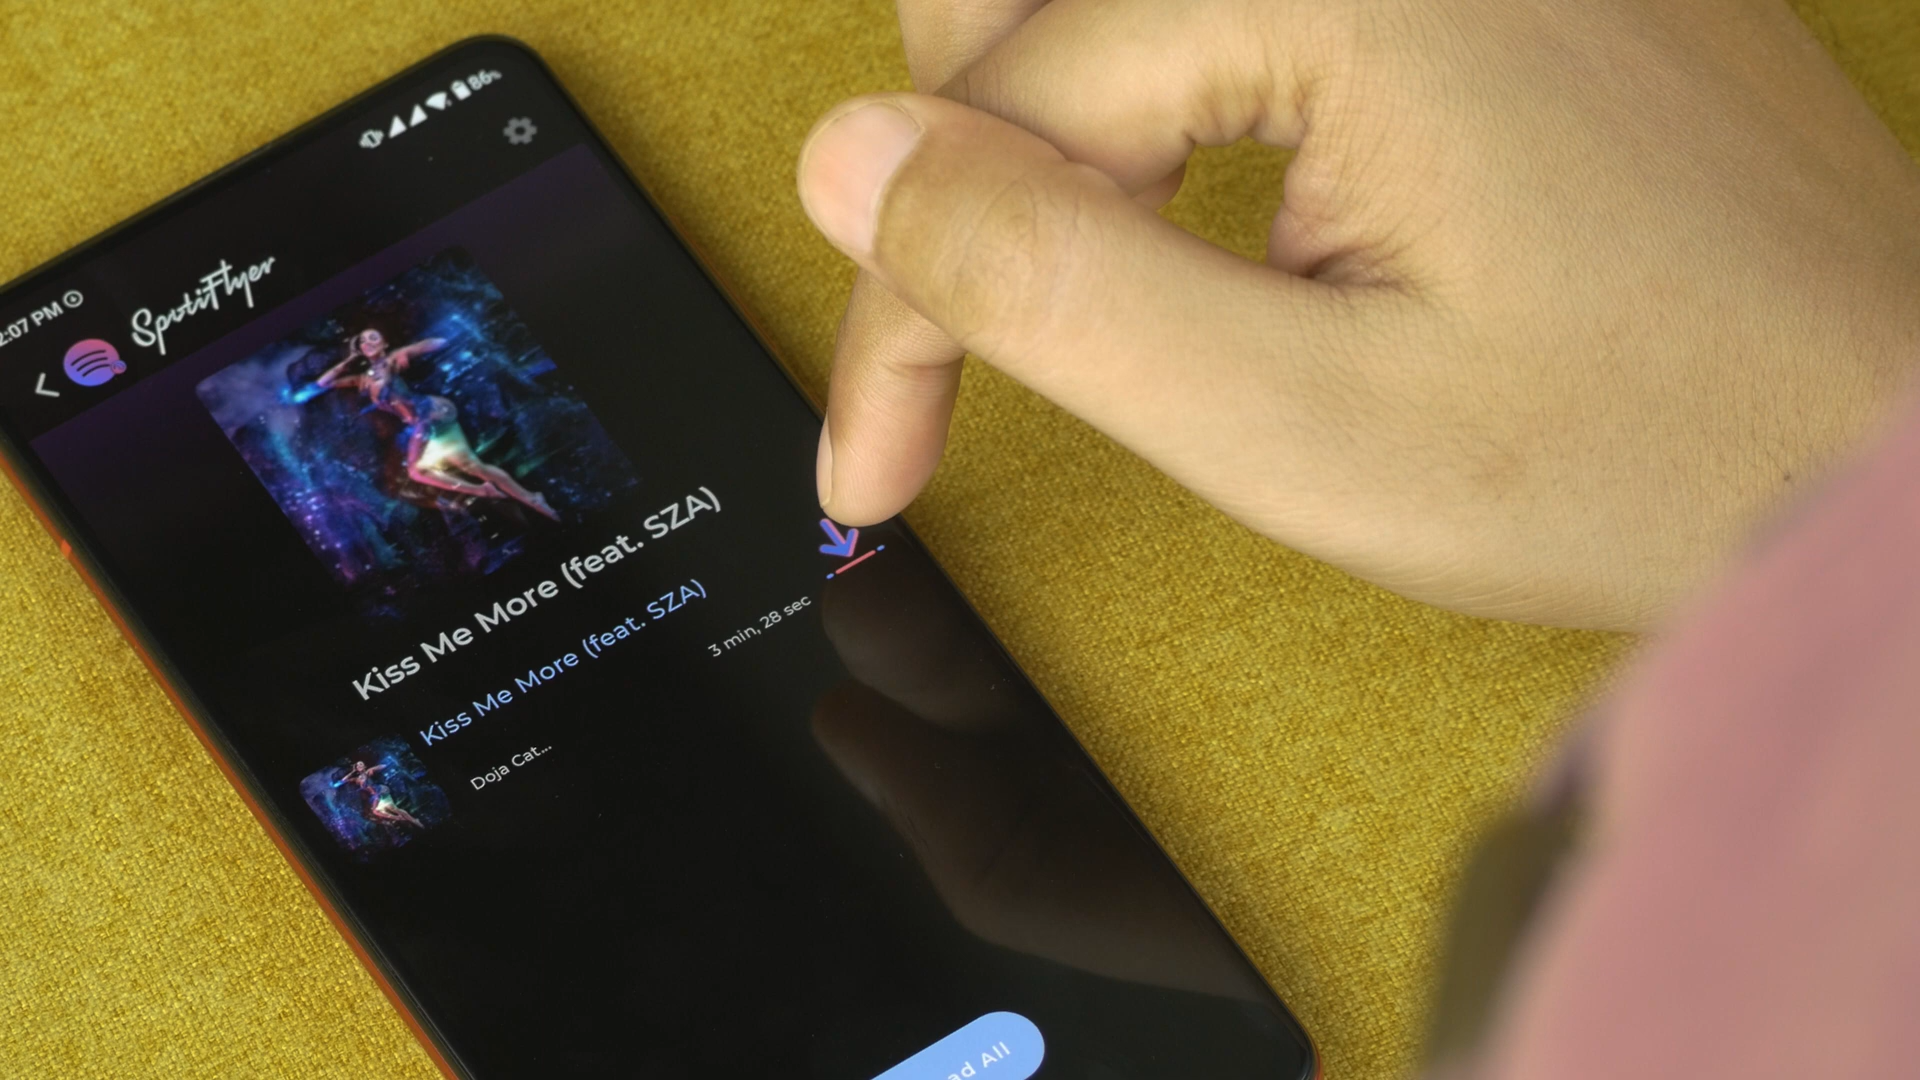 2:07 PM
86%
SpotiFlyer
Kiss Me More (feat. SZA)
Kiss Me More (feat. SZA)
Doja Cat...
3 min, 28 sec
ad All